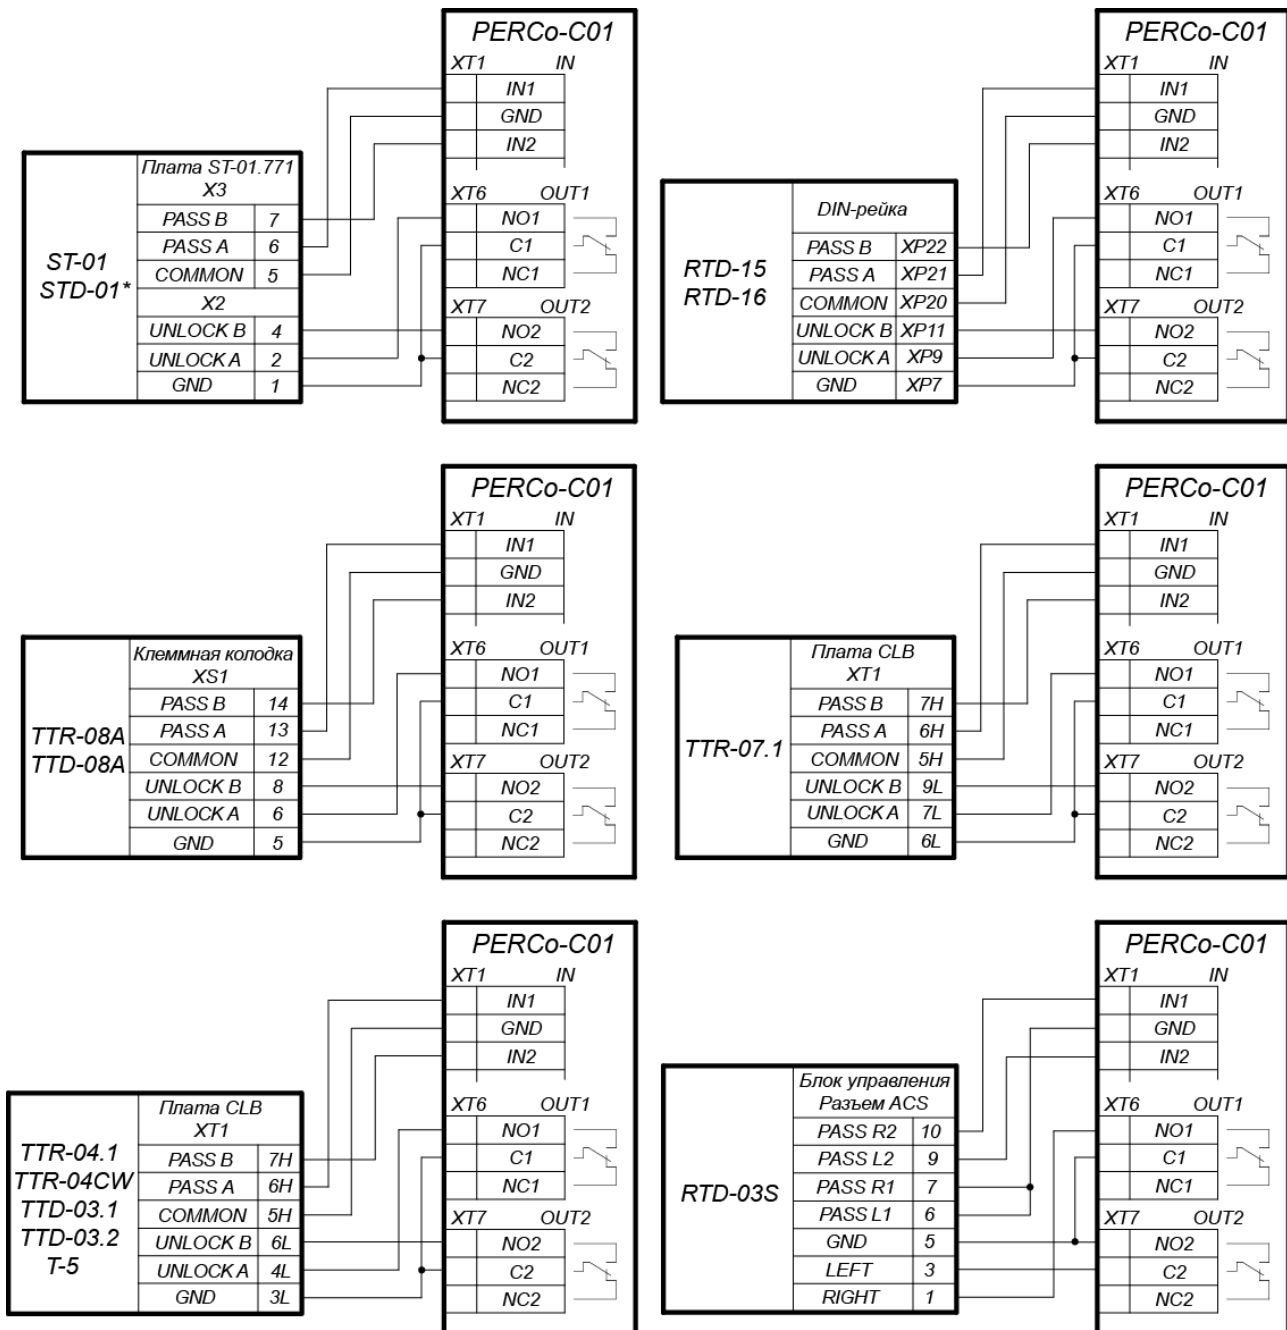 PERCo-C01
XT1 IN
IN1
GND
IN2
XT6 OUT1
NO1
C1
NC1
XT7 OUT2
NO2
C2
NC2
ST-01
STD-01*
Плата ST-01.771
X3
PASS B 7
PASS A 6
COMMON 5
X2
UNLOCK B 4
UNLOCK A 2
GND 1
PERCo-C01
XT1 IN
IN1
GND
IN2
XT6 OUT1
NO1
C1
NC1
XT7 OUT2
NO2
C2
NC2
RTD-15
RTD-16
DIN-рейка
PASS B XP22
PASS A XP21
COMMON XP20
UNLOCK B XP11
UNLOCK A XP9
GND XP7
PERCo-C01
XT1 IN
IN1
GND
IN2
XT6 OUT1
NO1
C1
NC1
XT7 OUT2
NO2
C2
NC2
TTR-08A
TTD-08A
Клеммная колодка
XS1
PASS B 14
PASS A 13
COMMON 12
UNLOCK B 8
UNLOCK A 6
GND 5
PERCo-C01
XT1 IN
IN1
GND
IN2
XT6 OUT1
NO1
C1
NC1
XT7 OUT2
NO2
C2
NC2
TTR-07.1
Плата CLB
XT1
PASS B 7H
PASS A 6H
COMMON 5H
UNLOCK B 9L
UNLOCK A 7L
GND 6L
PERCo-C01
XT1 IN
IN1
GND
IN2
XT6 OUT1
NO1
C1
NC1
XT7 OUT2
NO2
C2
NC2
TTR-04.1
TTR-04CW
TTD-03.1
TTD-03.2
T-5
Плата CLB
XT1
PASS B 7H
PASS A 6H
COMMON 5H
UNLOCK B 6L
UNLOCK A 4L
GND 3L
PERCo-C01
XT1 IN
IN1
GND
IN2
XT6 OUT1
NO1
C1
NC1
XT7 OUT2
NO2
C2
NC2
RTD-03S
Блок управления
Разъем ACS
PASS R2 10
PASS L2 9
PASS R1 7
PASS L1 6
GND 5
LEFT 3
RIGHT 1